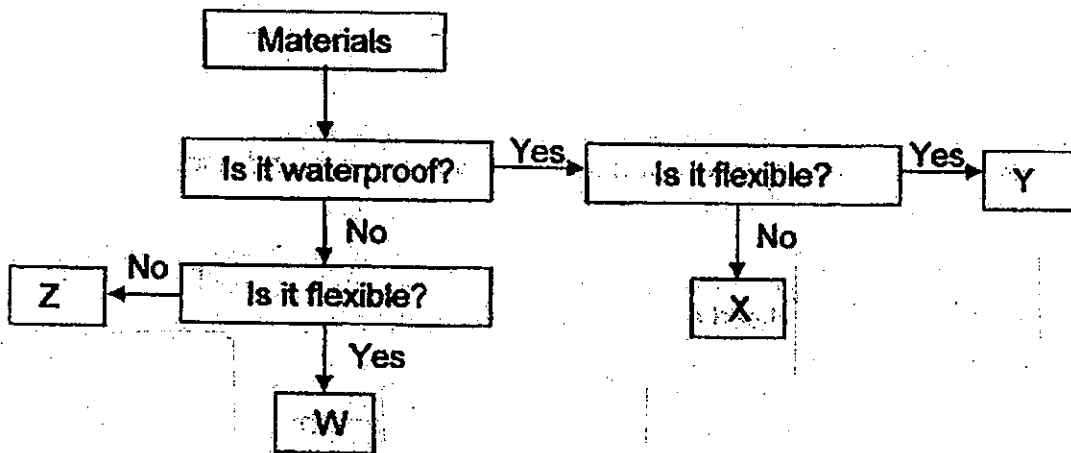 Materials
Is it waterproof?
Yes
Is it flexible?
Yes
Y
No
No
Z
No
Is it flexible?
X
Yes
W